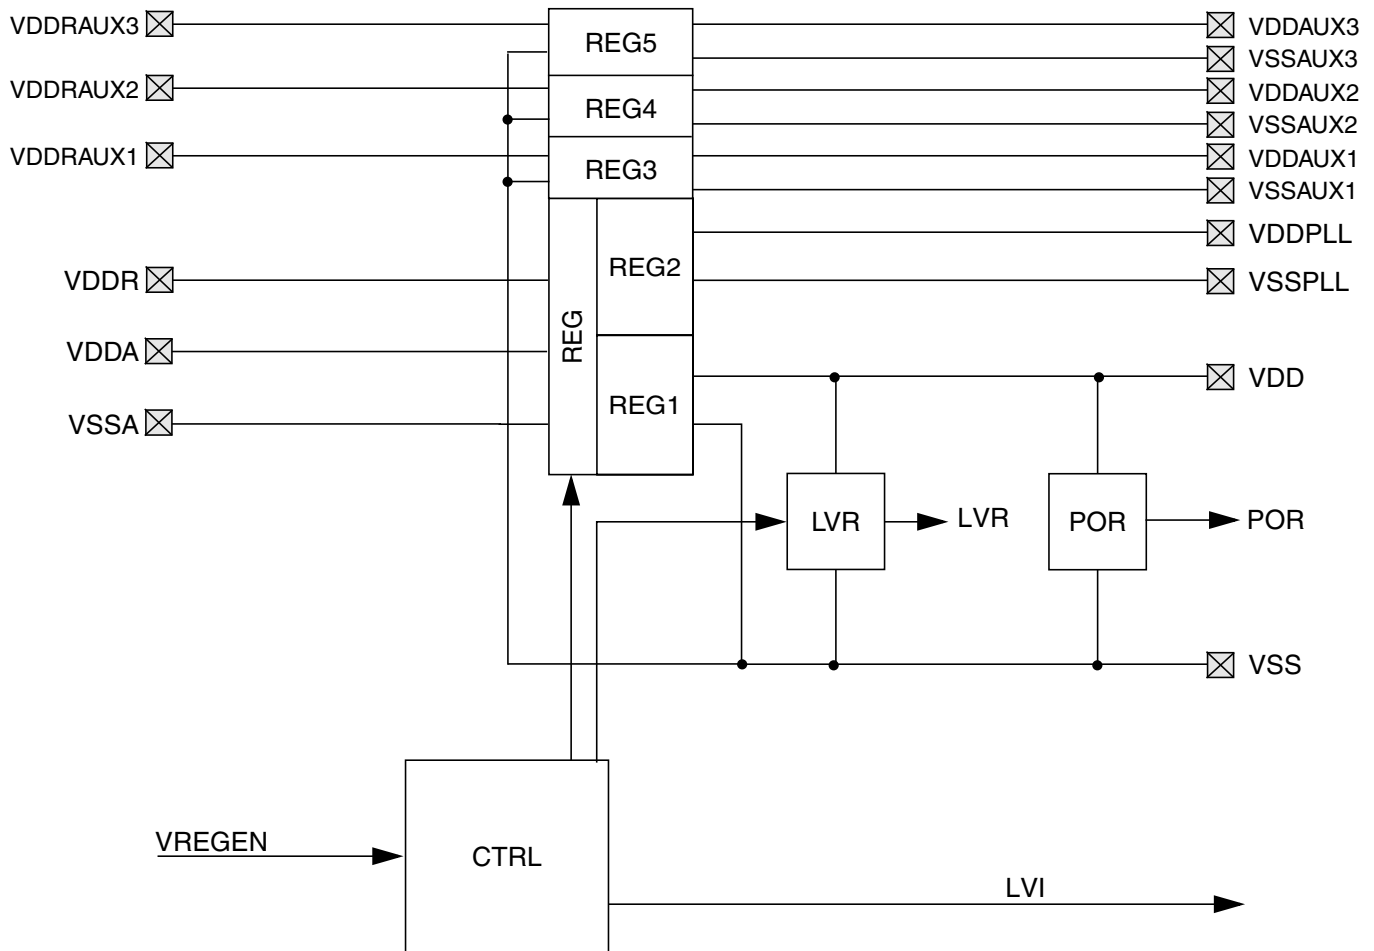 VDDRAUX3
REG5
VDDAUX3
VSSAUX3
VDDRAUX2
REG4
VDDAUX2
VSSAUX2
VDDRAUX1
REG3
VDDAUX1
VSSAUX1
VDDPLL
REG2
VDDR
VSSPLL
REG
VDDA
VDD
REG1
VSSA
LVR
LVR
POR
POR
VSS
VREGEN
CTRL
LVI